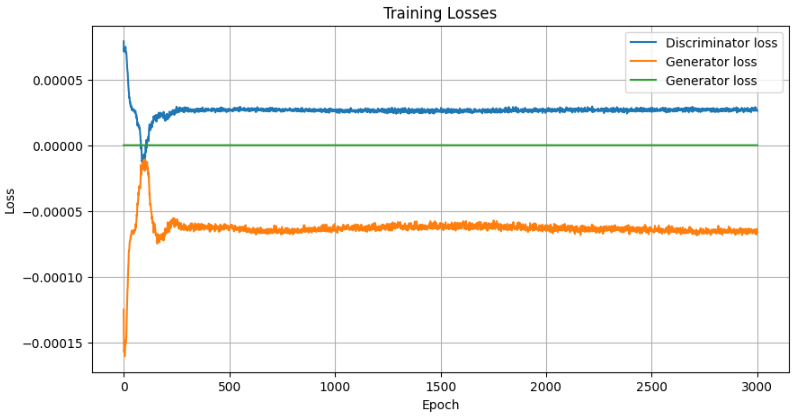 Training Losses
Discriminator loss
Generator loss
Generator loss
0.00005
0.00000
−0.00005
−0.00010
−0.00015
Loss
0
500
1000
1500
2000
2500
3000
Epoch